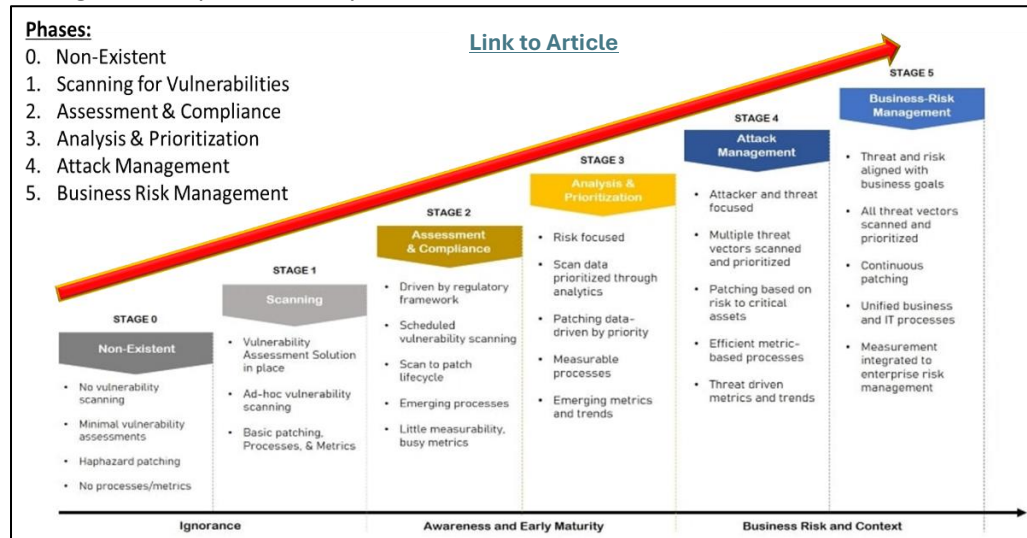 Phases:
0. Non-Existent
1. Scanning for Vulnerabilities
2. Assessment & Compliance
3. Analysis & Prioritization
4. Attack Management
5. Business Risk Management
Link to Article
STAGE 0
Non-Existent
• No vulnerability
scanning
• Minimal vulnerability
assessments
• Haphazard patching
• No processes/metrics
STAGE 1
Scanning
• Vulnerability
Assessment Solution
in place
• Ad-hoc vulnerability
scanning
• Basic patching,
Processes, & Metrics
STAGE 2
Assessment
& Compliance
• Driven by regulatory
framework
• Scheduled
vulnerability scanning
• Scan to patch
lifecycle
• Emerging processes
• Little measurability,
busy metrics
STAGE 3
Analysis &
Prioritization
• Risk focused
• Scan data
prioritized through
analytics
• Patching data-
driven by priority
• Measurable
processes
• Emerging metrics
and trends
STAGE 4
Attack
Management
• Attacker and threat
focused
• Multiple threat
vectors scanned
and prioritized
• Patching based on
risk to critical
assets
• Efficient metric-
based processes
• Threat driven
metrics and trends
STAGE 5
Business-Risk
Management
• Threat and risk
aligned with
business goals
• All threat vectors
scanned and
prioritized
• Continuous
patching
• Unified business
and IT processes
• Measurement
integrated to
enterprise risk
management
Ignorance
Awareness and Early Maturity
Business Risk and Context